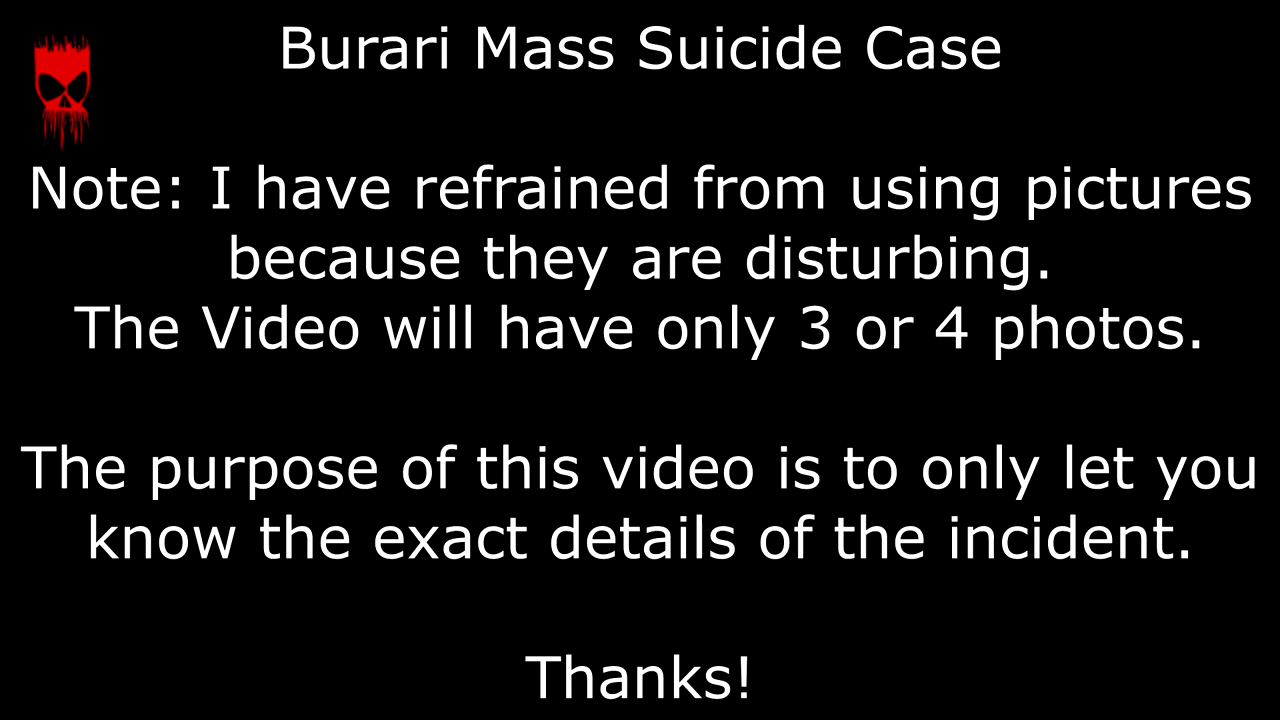 Burari Mass Suicide Case
Note: I have refrained from using pictures
because they are disturbing.
The Video will have only 3 or 4 photos.
The purpose of this video is to only let you
know the exact details of the incident.
Thanks!